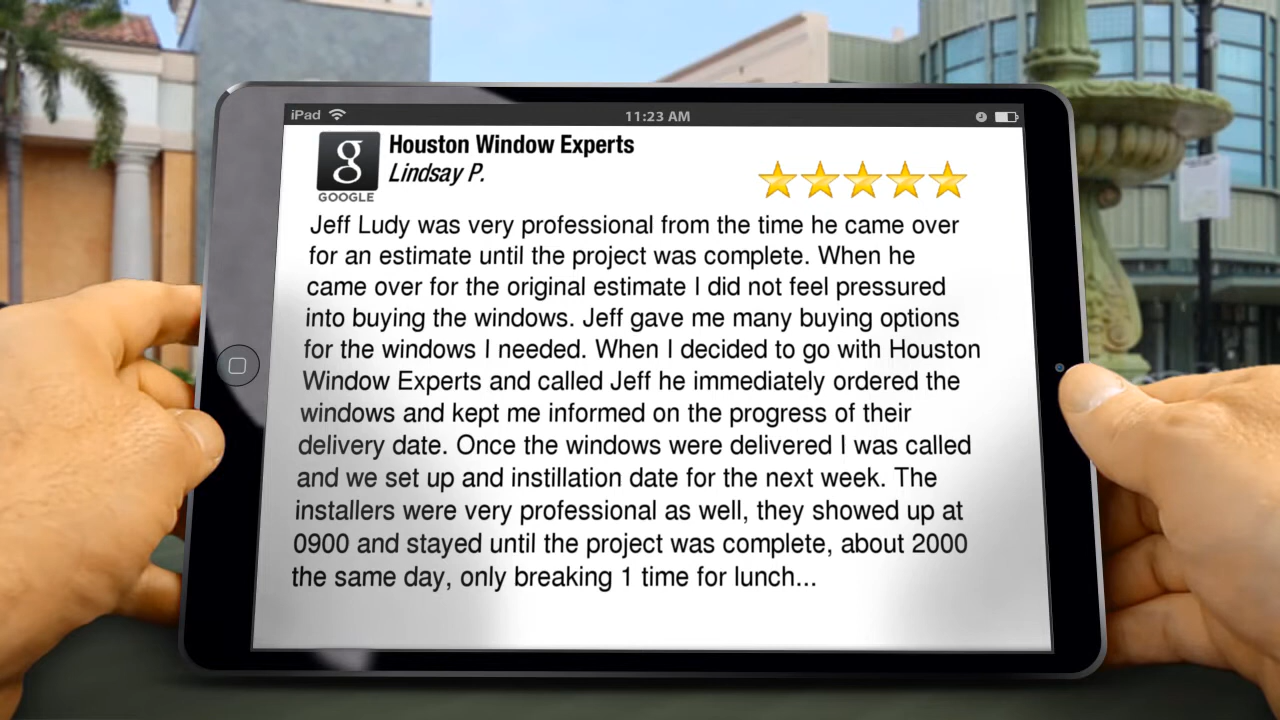 iPad 11:23 AM
g Houston Window Experts
Lindsay P.
GOOGLE
Jeff Ludy was very professional from the time he came over
for an estimate until the project was complete. When he
came over for the original estimate I did not feel pressured
into buying the windows. Jeff gave me many buying options
for the windows I needed. When I decided to go with Houston
Window Experts and called Jeff he immediately ordered the
windows and kept me informed on the progress of their
delivery date. Once the windows were delivered I was called
and we set up and instillation date for the next week. The
installers were very professional as well, they showed up at
0900 and stayed until the project was complete, about 2000
the same day, only breaking 1 time for lunch...